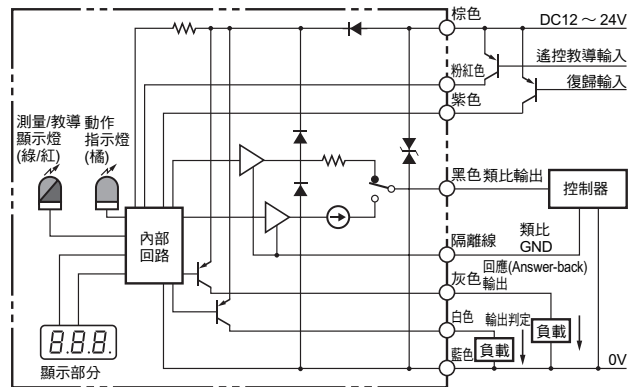 棕色
DC12 ~ 24V
遙控教導輸入
粉紅色
復歸輸入
紫色
測量/教導
顯示燈
(綠/紅)
動作
指示燈
(橘)
黑色 類比輸出
控制器
內部
回路
隔離線
類比
GND
灰色
回應(Answer-back)
輸出
白色
輸出判定
負載
負載
藍色
0V
8.8.8.
顯示部分